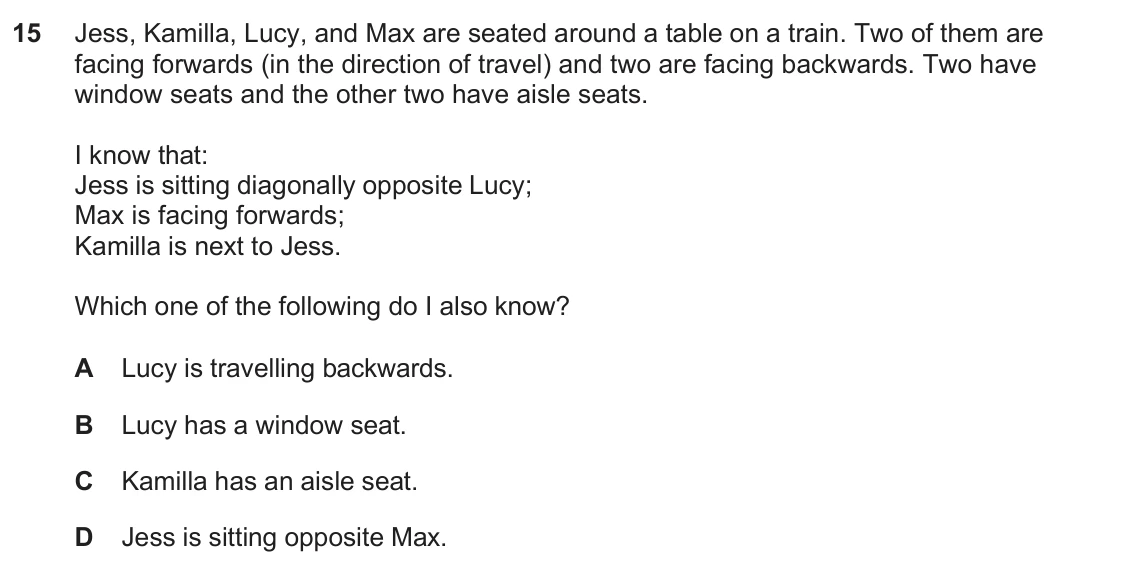 15 Jess, Kamilla, Lucy, and Max are seated around a table on a train. Two of them are
facing forwards (in the direction of travel) and two are facing backwards. Two have
window seats and the other two have aisle seats.
I know that:
Jess is sitting diagonally opposite Lucy;
Max is facing forwards;
Kamilla is next to Jess.
Which one of the following do I also know?
A Lucy is travelling backwards.
B Lucy has a window seat.
C Kamilla has an aisle seat.
D Jess is sitting opposite Max.